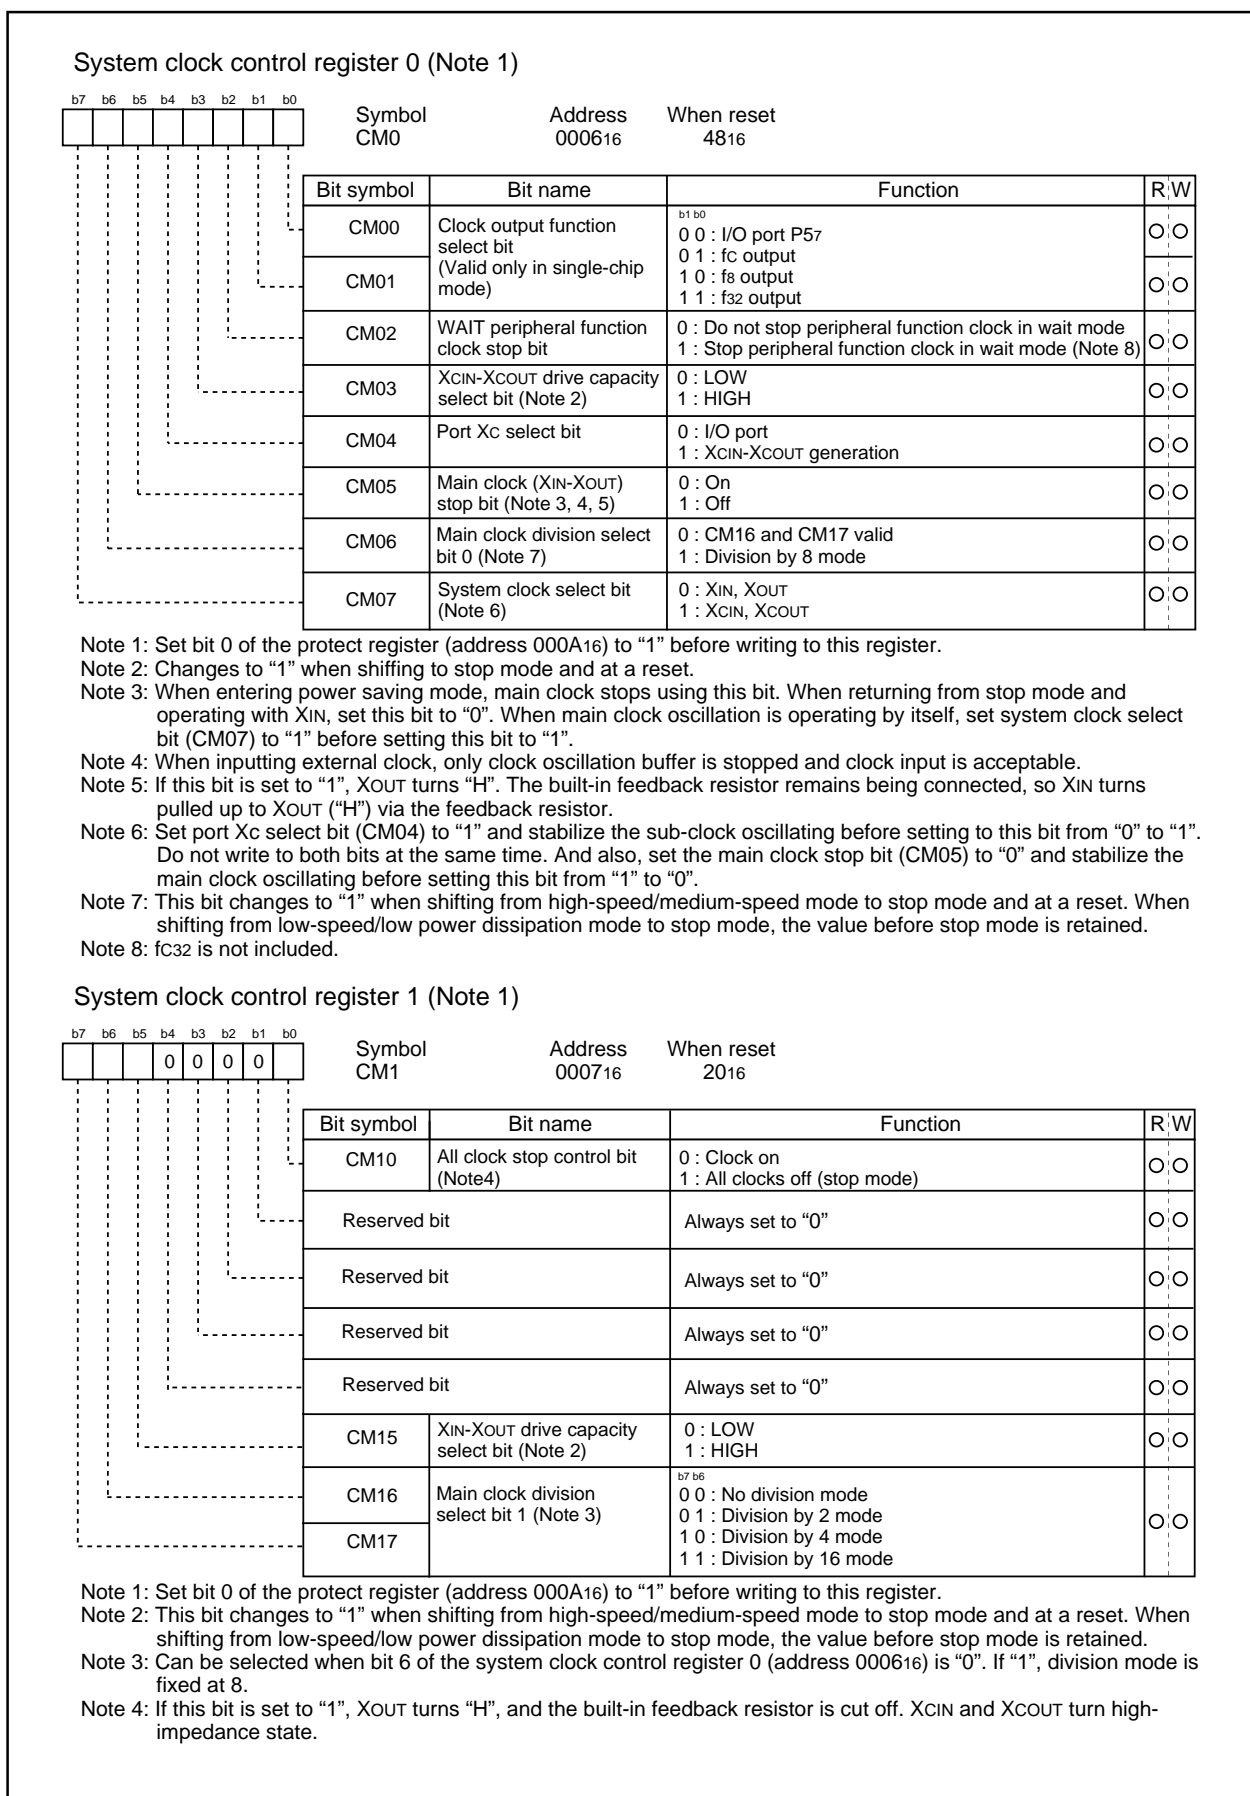 System clock control register 0 (Note 1)
b7 b6 b5 b4 b3 b2 b1 b0
Symbol Address When reset
CM0 000616 4816
Bit symbol Bit name Function R W
CM00 Clock output function select bit (Valid only in single-chip mode)
b1 b0
0 0 : I/O port P57
0 1 : fC output
CM01
1 0 : f8 output
1 1 : f32 output
CM02 WAIT peripheral function clock stop bit
0 : Do not stop peripheral function clock in wait mode
1 : Stop peripheral function clock in wait mode (Note 8)
CM03 XCIN-XCOUT drive capacity select bit (Note 2)
0 : LOW
1 : HIGH
CM04 Port XC select bit
0 : I/O port
1 : XCIN-XCOUT generation
CM05 Main clock (XIN-XOUT) stop bit (Note 3, 4, 5)
0 : On
1 : Off
CM06 Main clock division select bit 0 (Note 7)
0 : CM16 and CM17 valid
1 : Division by 8 mode
CM07 System clock select bit (Note 6)
0 : XIN, XOUT
1 : XCIN, XCOUT
Note 1: Set bit 0 of the protect register (address 000A16) to “1” before writing to this register.
Note 2: Changes to “1” when shiffing to stop mode and at a reset.
Note 3: When entering power saving mode, main clock stops using this bit. When returning from stop mode and
operating with XIN, set this bit to “0”. When main clock oscillation is operating by itself, set system clock select
bit (CM07) to “1” before setting this bit to “1”.
Note 4: When inputting external clock, only clock oscillation buffer is stopped and clock input is acceptable.
Note 5: If this bit is set to “1”, XOUT turns “H”. The built-in feedback resistor remains being connected, so XIN turns
pulled up to XOUT (“H”) via the feedback resistor.
Note 6: Set port Xc select bit (CM04) to “1” and stabilize the sub-clock oscillating before setting to this bit from “0” to “1”.
Do not write to both bits at the same time. And also, set the main clock stop bit (CM05) to “0” and stabilize the
main clock oscillating before setting this bit from “1” to “0”.
Note 7: This bit changes to “1” when shifting from high-speed/medium-speed mode to stop mode and at a reset. When
shifting from low-speed/low power dissipation mode to stop mode, the value before stop mode is retained.
Note 8: fC32 is not included.
System clock control register 1 (Note 1)
b7 b6 b5 b4 b3 b2 b1 b0
0 0 0 0
Symbol Address When reset
CM1 000716 2016
Bit symbol Bit name Function R W
CM10 All clock stop control bit (Note4)
0 : Clock on
1 : All clocks off (stop mode)
Reserved bit Always set to “0”
Reserved bit Always set to “0”
Reserved bit Always set to “0”
Reserved bit Always set to “0”
CM15 XIN-XOUT drive capacity select bit (Note 2)
0 : LOW
1 : HIGH
CM16 Main clock division select bit 1 (Note 3)
b7 b6
0 0 : No division mode
0 1 : Division by 2 mode
CM17
1 0 : Division by 4 mode
1 1 : Division by 16 mode
Note 1: Set bit 0 of the protect register (address 000A16) to “1” before writing to this register.
Note 2: This bit changes to “1” when shifting from high-speed/medium-speed mode to stop mode and at a reset. When
shifting from low-speed/low power dissipation mode to stop mode, the value before stop mode is retained.
Note 3: Can be selected when bit 6 of the system clock control register 0 (address 000616) is “0”. If “1”, division mode is
fixed at 8.
Note 4: If this bit is set to “1”, XOUT turns “H”, and the built-in feedback resistor is cut off. XCIN and XCOUT turn high-
impedance state.